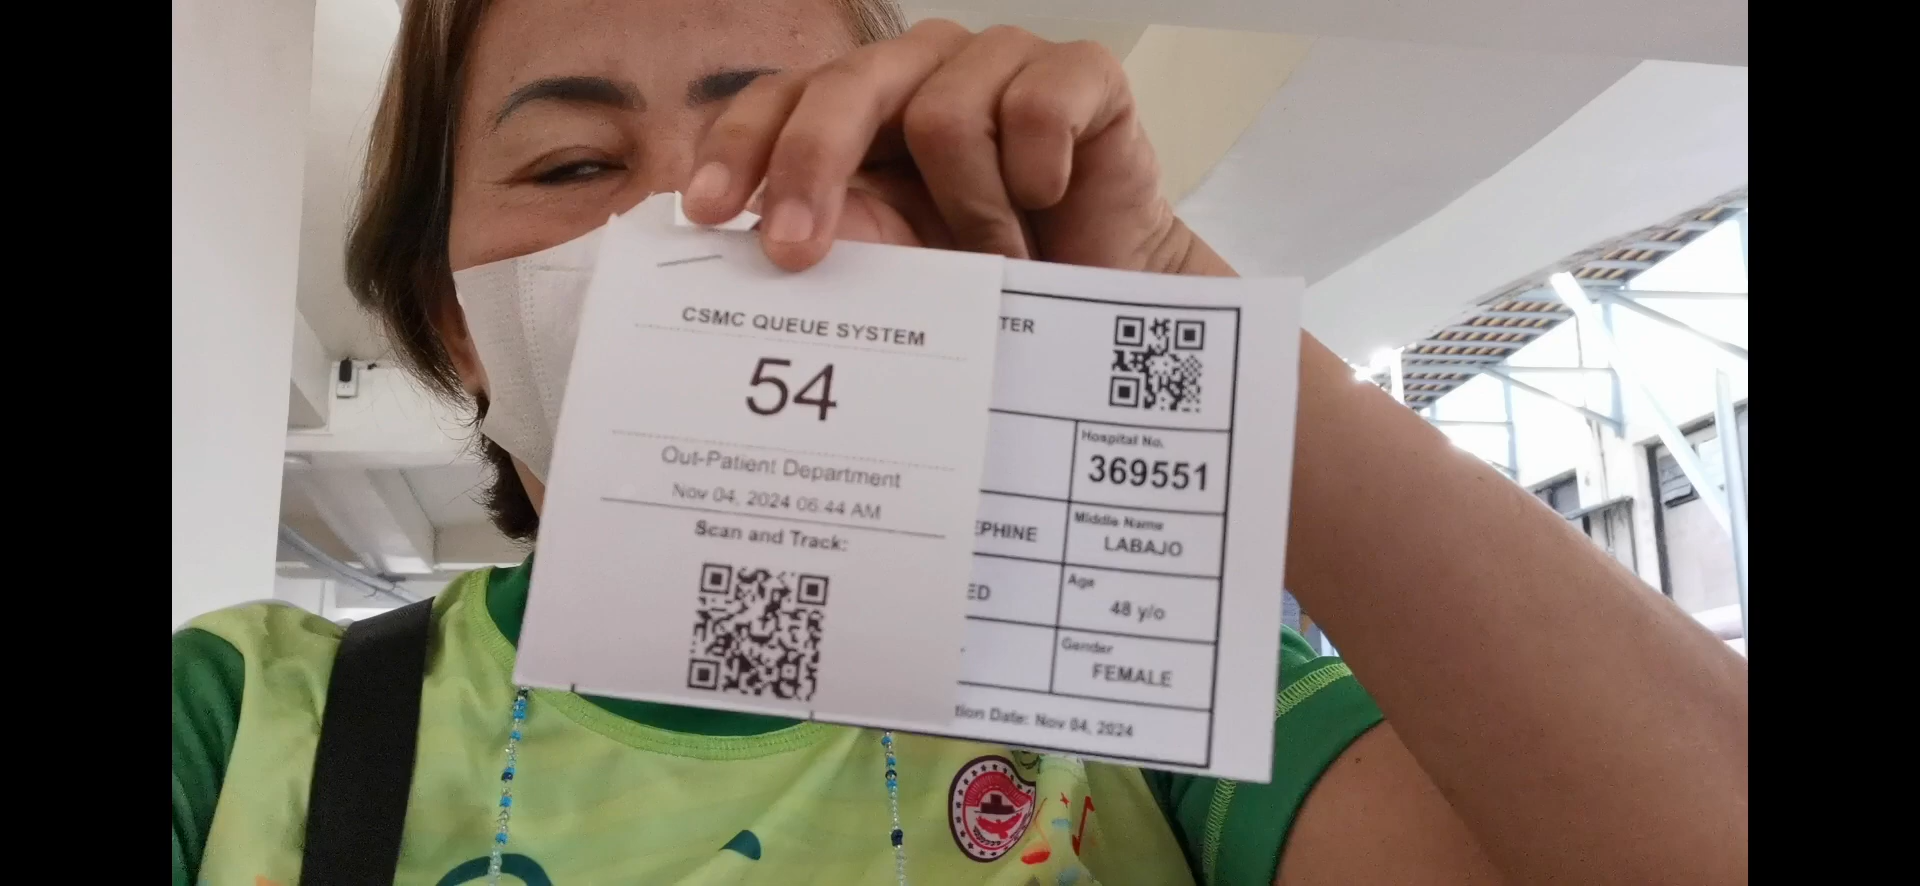 CSMC QUEUE SYSTEM
54
Out-Patient Department
Nov 04, 2024 06:44 AM
Scan and Track:
TER
Hospital No.
369551
EPHINE
Middle Name
LABAJO
ED
Age
48 y/o
Gender
FEMALE
tion Date: Nov 04, 2024